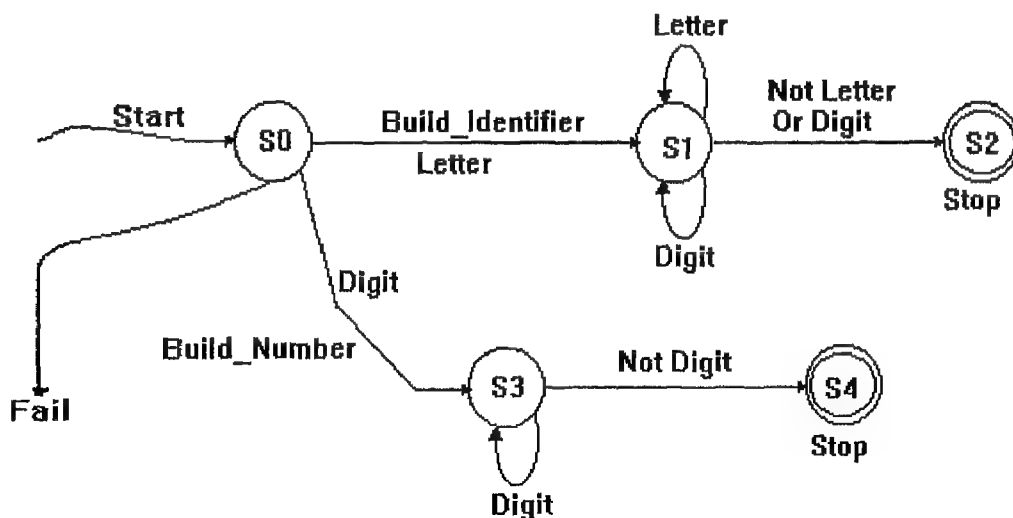 Letter
Start
Build_Identifier
Not Letter
Or Digit
S0
S1
S2
Letter
Stop
Digit
Digit
Build_Number
Not Digit
S3
S4
Fail
Stop
Digit